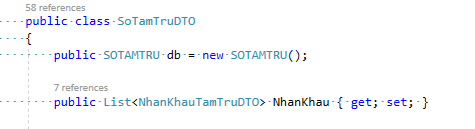 58 references
public class SoTamTruDTO
{
public SOTAMTRU db = new SOTAMTRU();
7 references
public List<NhanKhauTamTruDTO> NhanKhau { get; set; }